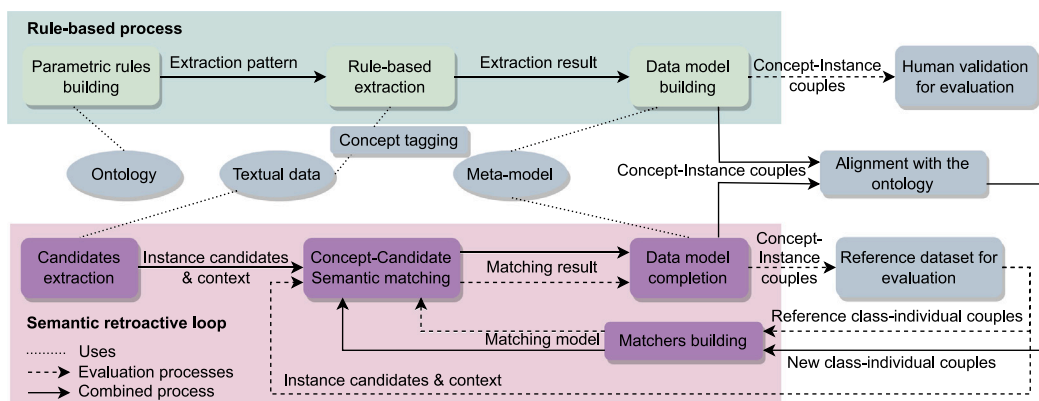 Rule-based process
Parametric rules
building
Extraction pattern
Rule-based
extraction
Extraction result
Data model
building
Concept-Instance
couples
Human validation
for evaluation
Concept tagging
Ontology
Textual data
Meta-model
Concept-Instance couples
Alignment with the
ontology
Candidates
extraction
Instance candidates
& context
Concept-Candidate
Semantic matching
Matching result
Data model
completion
Concept-
Instance
couples
Reference dataset for
evaluation
Semantic retroactive loop
Uses
Evaluation processes
Combined process
Matching model
Matchers building
Reference class-individual couples
New class-individual couples
Instance candidates & context